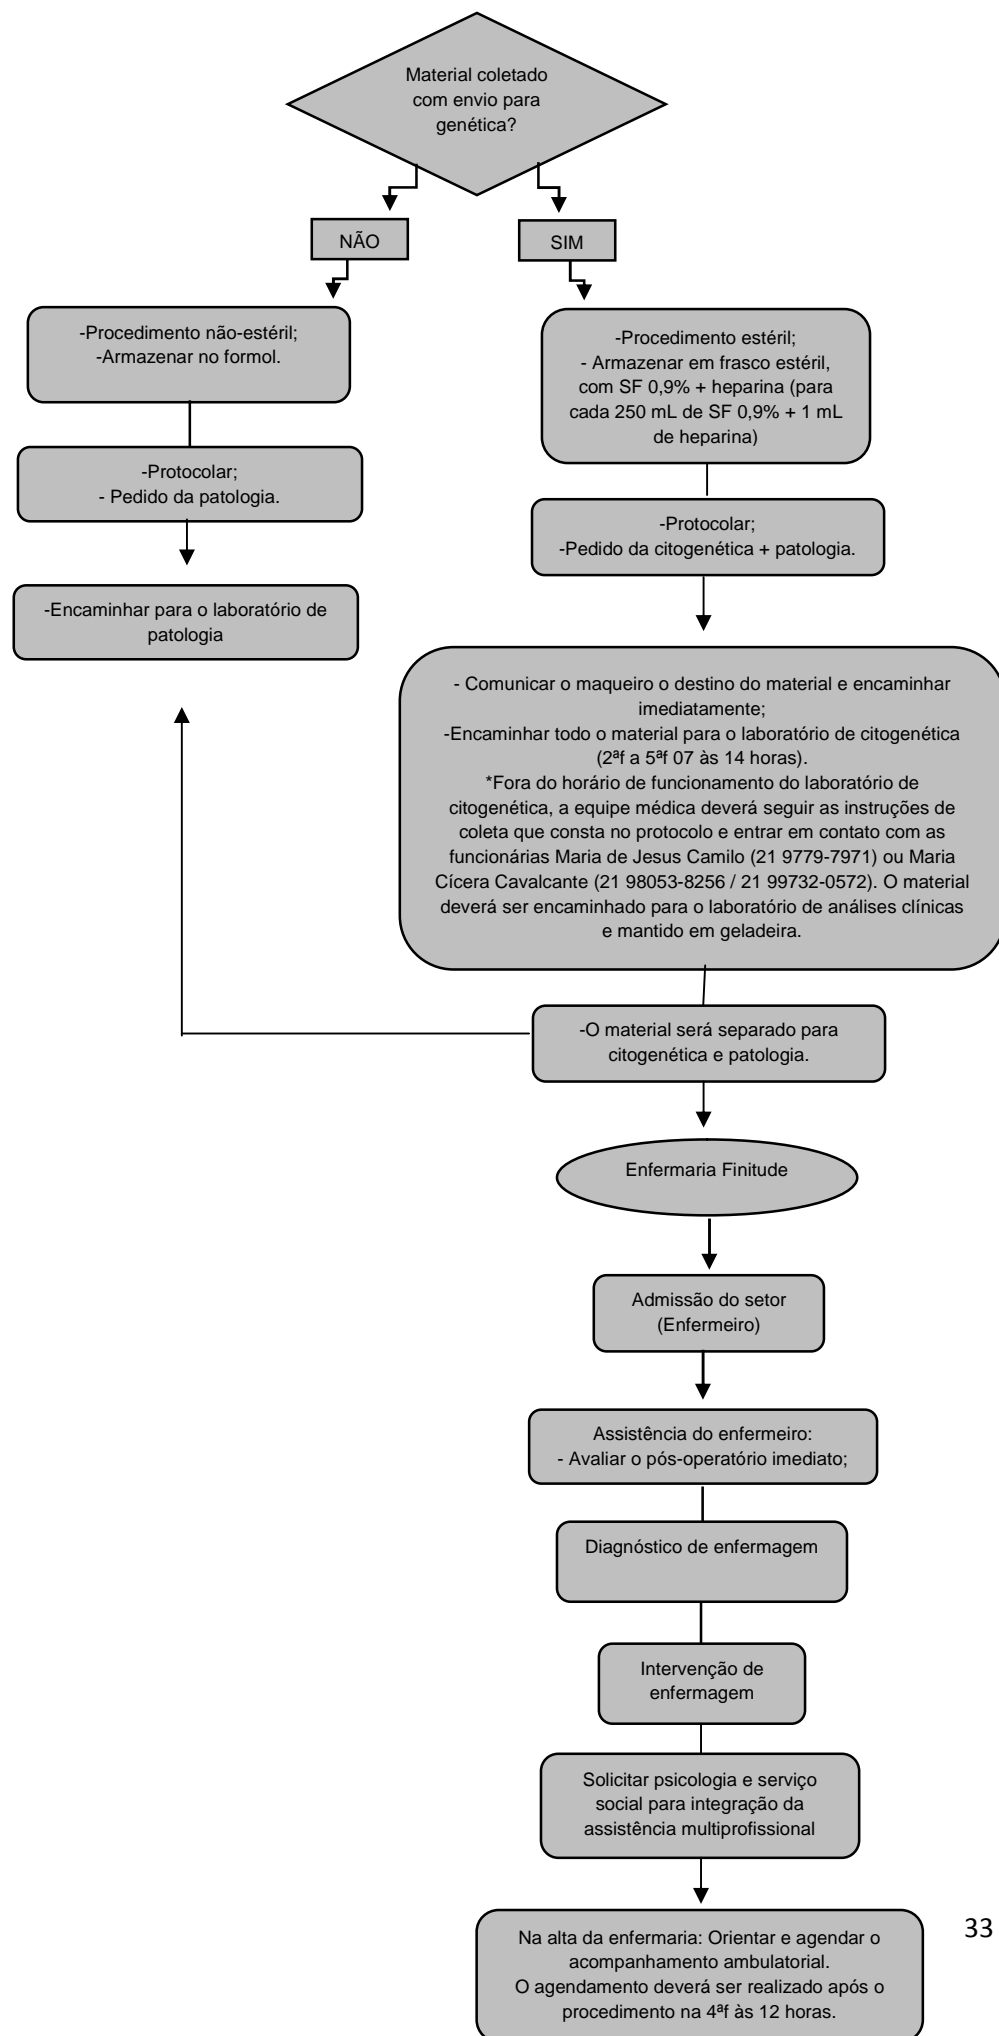 Material coletado
com envio para
genética?
NÃO
SIM
-Procedimento não-estéril;
-Armazenar no formol.
-Protocolar;
- Pedido da patologia.
-Encaminhar para o laboratório de
patologia
-Procedimento estéril;
- Armazenar em frasco estéril,
com SF 0,9% + heparina (para
cada 250 mL de SF 0,9% + 1 mL
de heparina)
-Protocolar;
-Pedido da citogenética + patologia.
- Comunicar o maqueiro o destino do material e encaminhar
imediatamente;
-Encaminhar todo o material para o laboratório de citogenética
(2ªf a 5ªf 07 às 14 horas).
*Fora do horário de funcionamento do laboratório de
citogenética, a equipe médica deverá seguir as instruções de
coleta que consta no protocolo e entrar em contato com as
funcionárias Maria de Jesus Camilo (21 9779-7971) ou Maria
Cícera Cavalcante (21 98053-8256 / 21 99732-0572). O material
deverá ser encaminhado para o laboratório de análises clínicas
e mantido em geladeira.
-O material será separado para
citogenética e patologia.
Enfermaria Finitude
Admissão do setor
(Enfermeiro)
Assistência do enfermeiro:
- Avaliar o pós-operatório imediato;
Diagnóstico de enfermagem
Intervenção de
enfermagem
Solicitar psicologia e serviço
social para integração da
assistência multiprofissional
Na alta da enfermaria: Orientar e agendar o
acompanhamento ambulatorial.
O agendamento deverá ser realizado após o
procedimento na 4ªf às 12 horas.
33